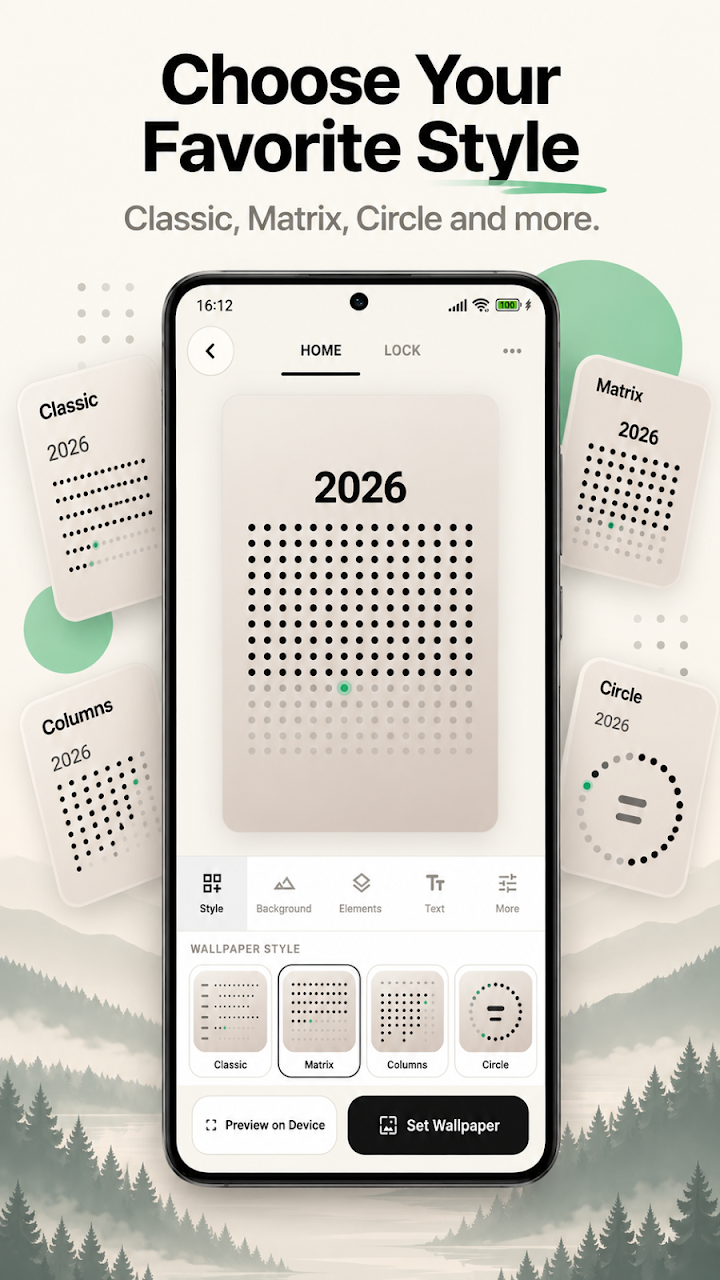 Choose Your
Favorite Style
Classic, Matrix, Circle and more.
16:12
100
HOME
LOCK
Classic
2026
Matrix
2026
2026
Columns
2026
Circle
2026
Style
Background
Elements
Text
More
WALLPAPER STYLE
Classic
Matrix
Columns
Circle
Preview on Device
Set Wallpaper